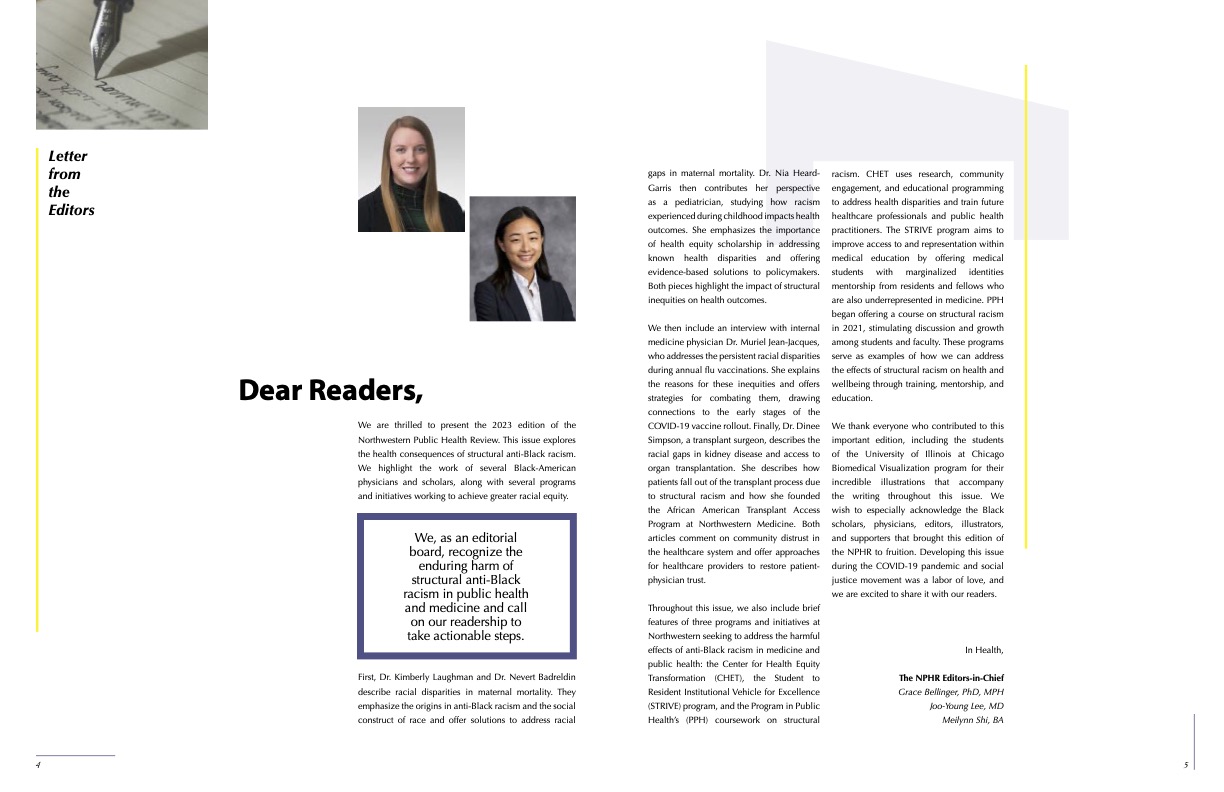 Letter
from
the
Editors
Dear Readers,
We are thrilled to present the 2023 edition of the
Northwestern Public Health Review. This issue explores
the health consequences of structural anti-Black racism.
We highlight the work of several Black-American
physicians and scholars, along with several programs
and initiatives working to achieve greater racial equity.
We, as an editorial
board, recognize the
enduring harm of
structural anti-Black
racism in public health
and medicine and call
on our readership to
take actionable steps.
First, Dr. Kimberly Laughman and Dr. Nevert Badreldin
describe racial disparities in maternal mortality. They
emphasize the origins in anti-Black racism and the social
construct of race and offer solutions to address racial
4
gaps in maternal mortality. Dr. Nia Heard-
Garris then contributes her perspective
as a pediatrician, studying how racism
experienced during childhood impacts health
outcomes. She emphasizes the importance
of health equity scholarship in addressing
known health disparities and offering
evidence-based solutions to policymakers.
Both pieces highlight the impact of structural
inequities on health outcomes.
We then include an interview with internal
medicine physician Dr. Muriel Jean-Jacques,
who addresses the persistent racial disparities
during annual flu vaccinations. She explains
the reasons for these inequities and offers
strategies for combating them, drawing
connections to the early stages of the
COVID-19 vaccine rollout. Finally, Dr. Dinee
Simpson, a transplant surgeon, describes the
racial gaps in kidney disease and access to
organ transplantation. She describes how
patients fall out of the transplant process due
to structural racism and how she founded
the African American Transplant Access
Program at Northwestern Medicine. Both
articles comment on community distrust in
the healthcare system and offer approaches
for healthcare providers to restore patient-
physician trust.
Throughout this issue, we also include brief
features of three programs and initiatives at
Northwestern seeking to address the harmful
effects of anti-Black racism in medicine and
public health: the Center for Health Equity
Transformation (CHET), the Student to
Resident Institutional Vehicle for Excellence
(STRIVE) program, and the Program in Public
Health's (PPH) coursework on structural
racism. CHET uses research, community
engagement, and educational programming
to address health disparities and train future
healthcare professionals and public health
practitioners. The STRIVE program aims to
improve access to and representation within
medical education by offering medical
students with marginalized identities
mentorship from residents and fellows who
are also underrepresented in medicine. PPH
began offering a course on structural racism
in 2021, stimulating discussion and growth
among students and faculty. These programs
serve as examples of how we can address
the effects of structural racism on health and
wellbeing through training, mentorship, and
education.
We thank everyone who contributed to this
important edition, including the students
of the University of Illinois at Chicago
Biomedical Visualization program for their
incredible illustrations that accompany
the writing throughout this issue. We
wish to especially acknowledge the Black
scholars, physicians, editors, illustrators,
and supporters that brought this edition of
the NPHR to fruition. Developing this issue
during the COVID-19 pandemic and social
justice movement was a labor of love, and
we are excited to share it with our readers.
In Health,
The NPHR Editors-in-Chief
Grace Bellinger, PhD, MPH
Joo-Young Lee, MD
Meilynn Shi, BA
5